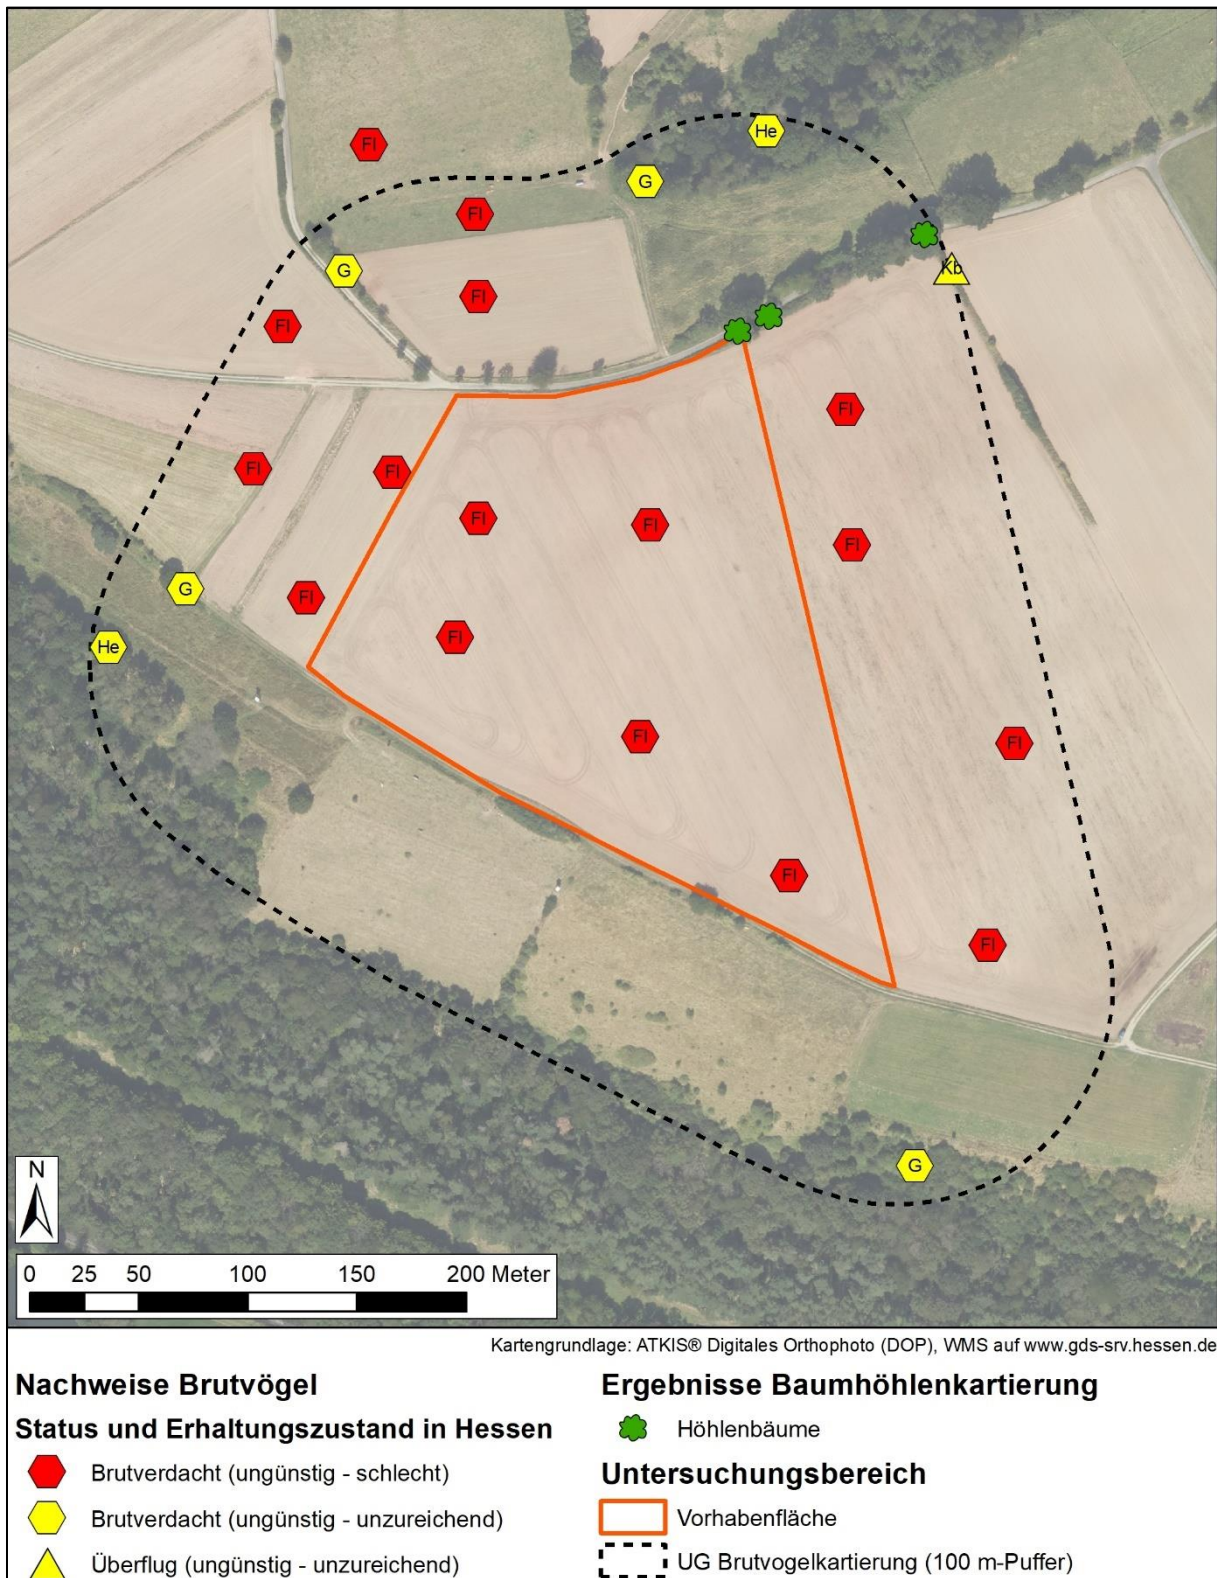 He
Fl
G
Fl
Kb
G
Fl
Fl
Fl
Fl
Fl
Fl
Fl
Fl
G
Fl
Fl
He
Fl
Fl
Fl
Fl
G
N
0 25 50 100 150 200 Meter
Kartengrundlage: ATKIS® Digitales Orthophoto (DOP), WMS auf www.gds-srv.hessen.de
Nachweise Brutvögel
Status und Erhaltungszustand in Hessen
Brutverdacht (ungünstig - schlecht)
Brutverdacht (ungünstig - unzureichend)
Überflug (ungünstig - unzureichend)
Ergebnisse Baumhöhlenkartierung
Höhlenbäume
Untersuchungsbereich
Vorhabenfläche
UG Brutvogelkartierung (100 m-Puffer)